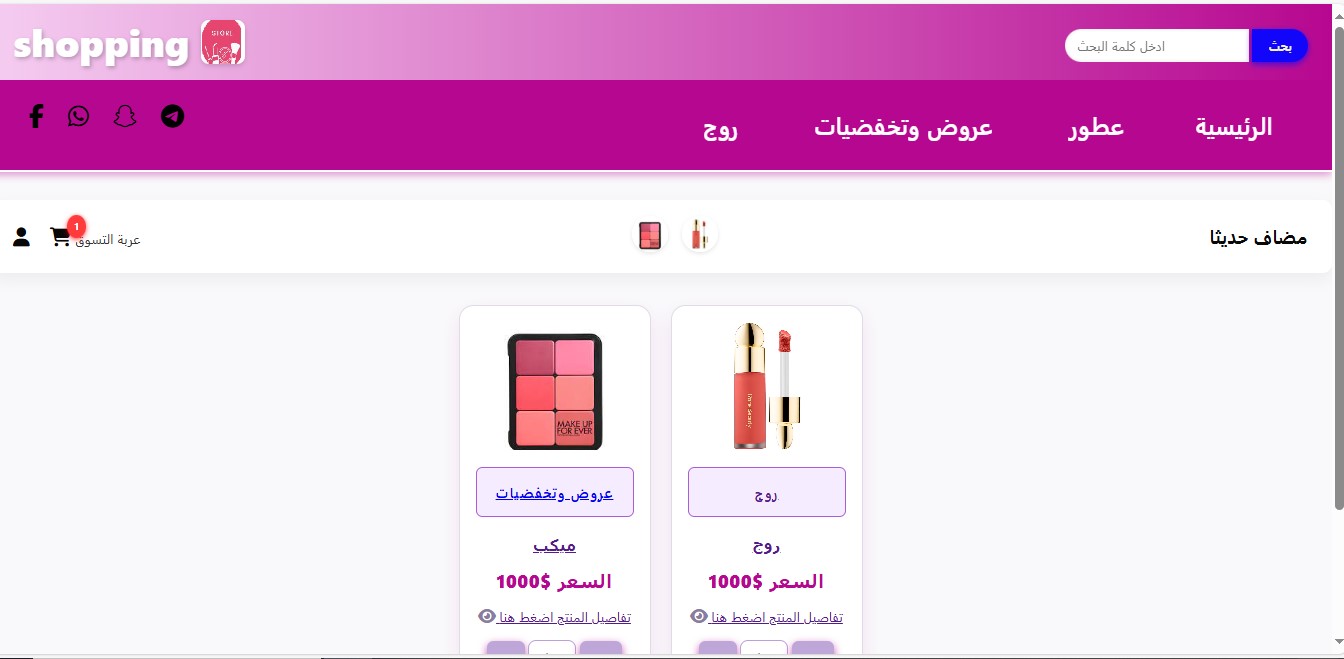 shopping
STORE
ادخل كلمة البحث
بحث
الرئيسية
عطور
عروض وتخفضيات
روج
مضاف حديثا
1
عربة التسوق
روج
روج
السعر $1000
تفاصيل المنتج اضغط هنا
MAKE UP
FOR EVER
عروض وتخفضيات
ميكب
السعر $1000
تفاصيل المنتج اضغط هنا